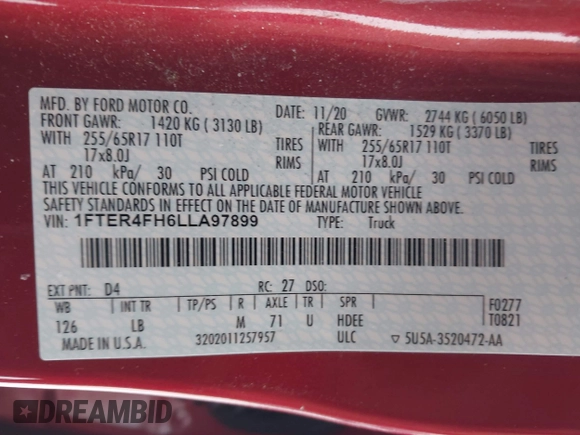 MFD. BY FORD MOTOR CO.
DATE: 11/20 GVWR: 2744 KG ( 6050 LB)
FRONT GAWR: 1420 KG ( 3130 LB) REAR GAWR: 1529 KG ( 3370 LB)
WITH 255/65R17 110T TIRES WITH 255/65R17 110T TIRES
17x8.0J RIMS 17x8.0J RIMS
AT 210 kPa/ 30 PSI COLD AT 210 kPa/ 30 PSI COLD
THIS VEHICLE CONFORMS TO ALL APPLICABLE FEDERAL MOTOR VEHICLE
SAFETY STANDARDS IN EFFECT ON THE DATE OF MANUFACTURE SHOWN ABOVE.
VIN: 1FTER4FH6LLA97899 TYPE: Truck
EXT PNT: D4 RC: 27 DSO:
WB INT TR TP/PS R AXLE TR SPR F0277
126 LB M 71 U HDEE T0821
MADE IN U.S.A. 3202011257957 ULC ▽ 5U5A-3520472-AA
DREAMBID